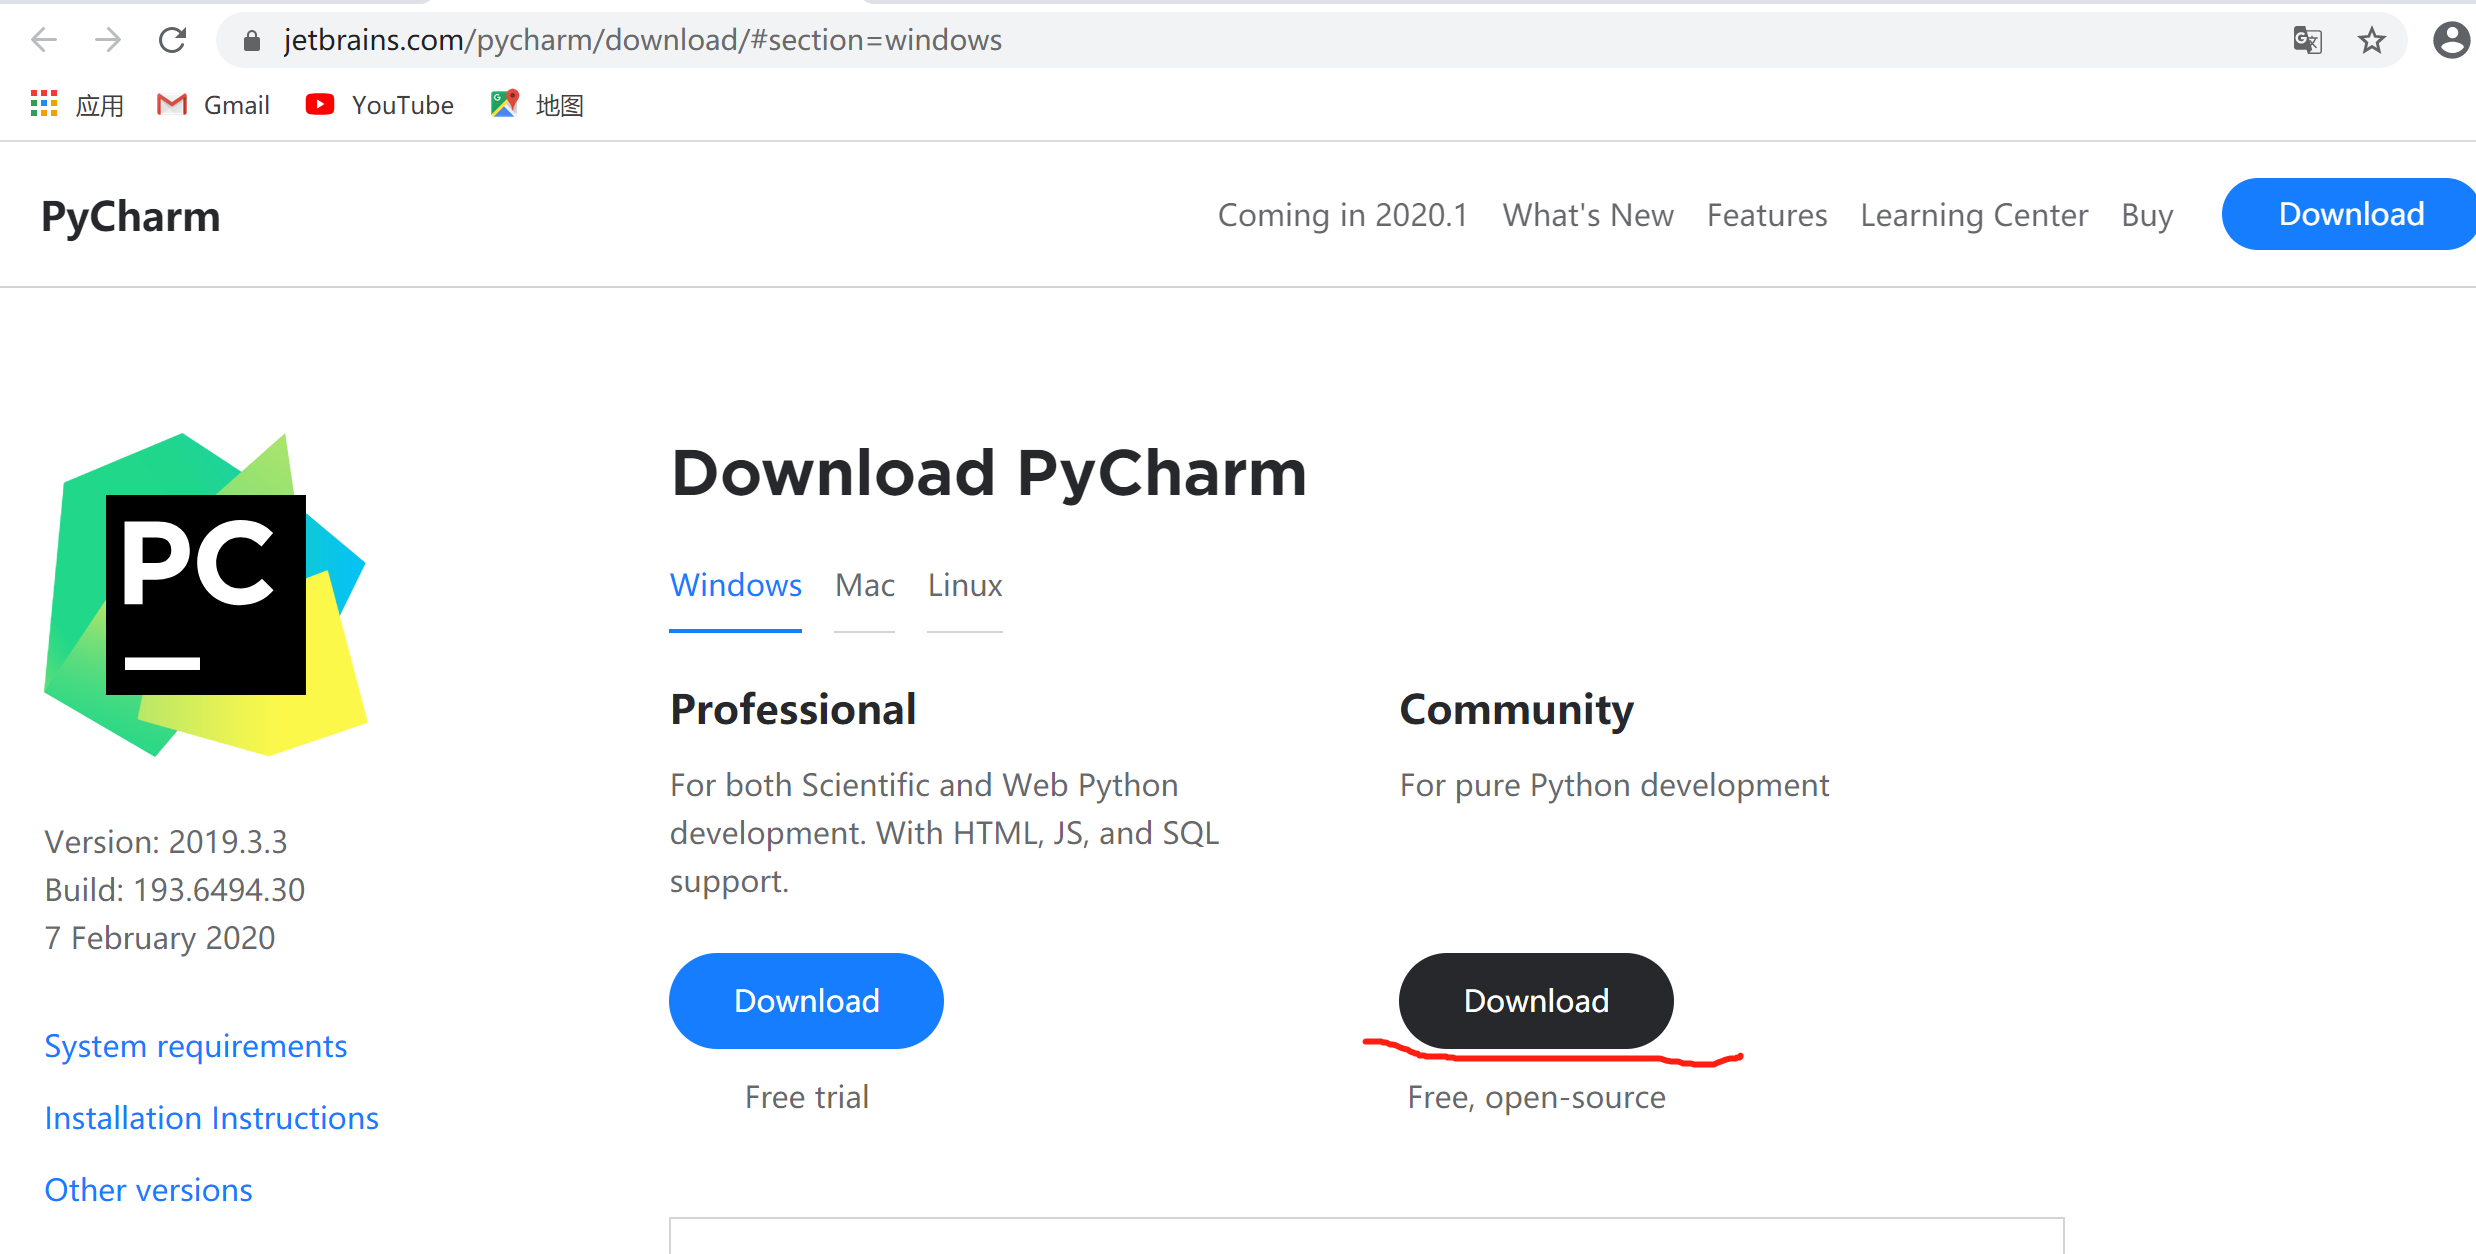 jetbrains.com/pycharm/download/#section=windows
应用 Gmail YouTube 地图
PyCharm Coming in 2020.1 What's New Features Learning Center Buy Download
PC
Version: 2019.3.3
Build: 193.6494.30
7 February 2020
System requirements
Installation Instructions
Other versions
Download PyCharm
Windows Mac Linux
Professional
For both Scientific and Web Python
development. With HTML, JS, and SQL
support.
Download
Free trial
Community
For pure Python development
Download
Free, open-source